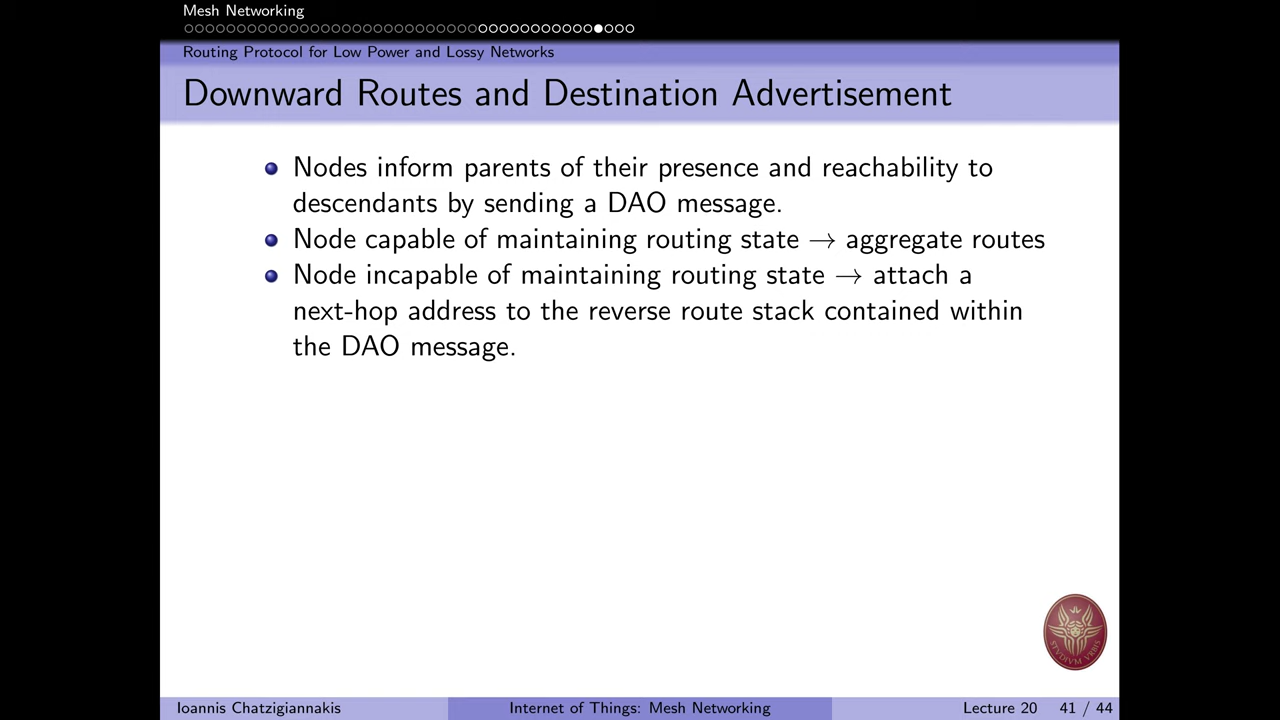 Mesh Networking
Routing Protocol for Low Power and Lossy Networks
Downward Routes and Destination Advertisement
Nodes inform parents of their presence and reachability to
descendants by sending a DAO message.
Node capable of maintaining routing state → aggregate routes
Node incapable of maintaining routing state → attach a
next-hop address to the reverse route stack contained within
the DAO message.
STVDIVM VRBIS
Ioannis Chatzigiannakis
Internet of Things: Mesh Networking
Lecture 20 41 / 44